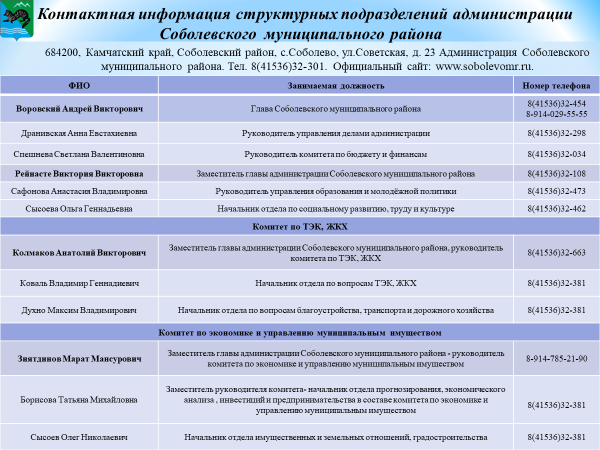 Контактная информация структурных подразделений администрации
Соболевского муниципального района
684200, Камчатский край, Соболевский район, с.Соболево, ул.Советская, д. 23 Администрация Соболевского
муниципального района. Тел. 8(41536)32-301. Официальный сайт: www.sobolevomr.ru.
ФИО Занимаемая должность Номер телефона
Воровский Андрей Викторович Глава Соболевского муниципального района 8(41536)32-454
8-914-029-55-55
Дранивская Анна Евстахиевна Руководитель управления делами администрации 8(41536)32-298
Спешнева Светлана Валентиновна Руководитель комитета по бюджету и финансам 8(41536)32-034
Рейнасте Виктория Викторовна Заместитель главы администрации Соболевского муниципального района 8(41536)32-108
Сафонова Анастасия Владимировна Руководитель управления образования и молодёжной политики 8(41536)32-473
Сысоева Ольга Геннадьевна Начальник отдела по социальному развитию, труду и культуре 8(41536)32-462
Комитет по ТЭК, ЖКХ
Колмаков Анатолий Викторович Заместитель главы администрации Соболевского муниципального района, руководитель
комитета по ТЭК, ЖКХ 8(41536)32-663
Коваль Владимир Геннадиевич Начальник отдела по вопросам ТЭК, ЖКХ 8(41536)32-381
Духно Максим Владимирович Начальник отдела по вопросам благоустройства, транспорта и дорожного хозяйства 8(41536)32-381
Комитет по экономике и управлению муниципальным имуществом
Зиятдинов Марат Мансурович Заместитель главы администрации Соболевского муниципального района - руководитель
комитета по экономике и управлению муниципальным имуществом 8-914-785-21-90
Борисова Татьяна Михайловна Заместитель руководителя комитета- начальник отдела прогнозирования, экономического
анализа , инвестиций и предпринимательства в составе комитета по экономике и
управлению муниципальным имуществом 8(41536)32-381
Сысоев Олег Николаевич Начальник отдела имущественных и земельных отношений, градостроительства 8(41536)32-381